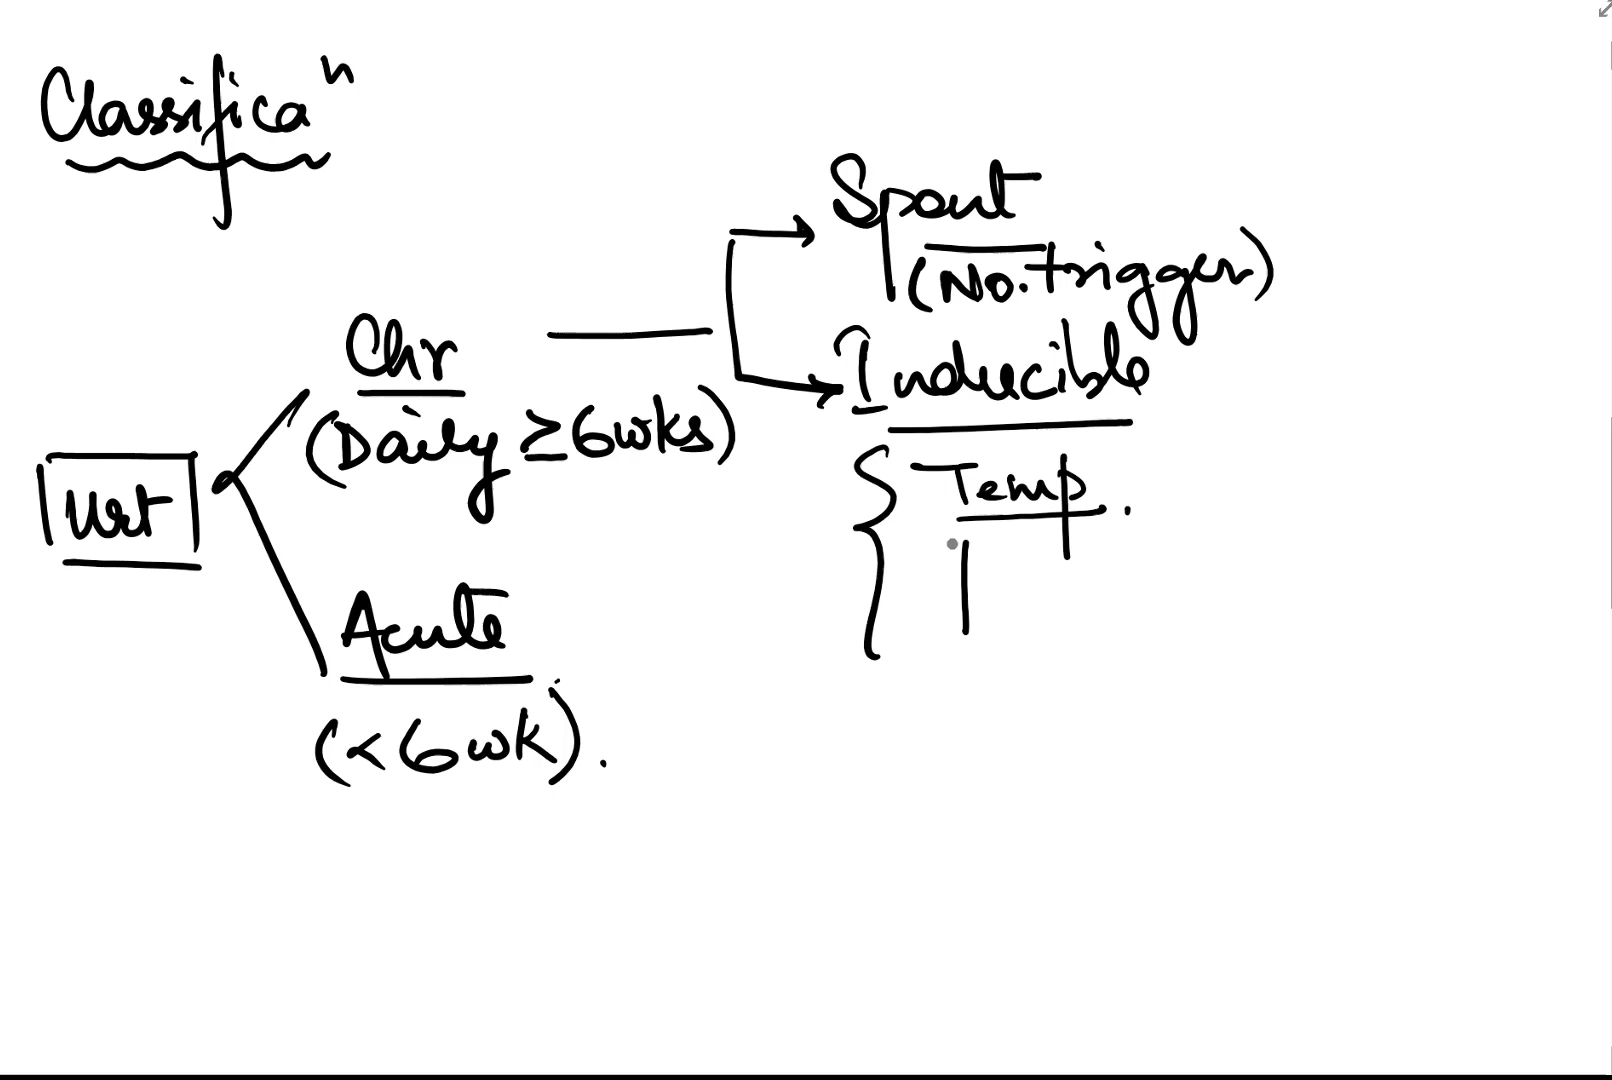 Classificaⁿ
Urt
Chr
(Daily ≥ 6wks)
Acute
(< 6wk).
Spont
(No. trigger)
Inducible
Temp.